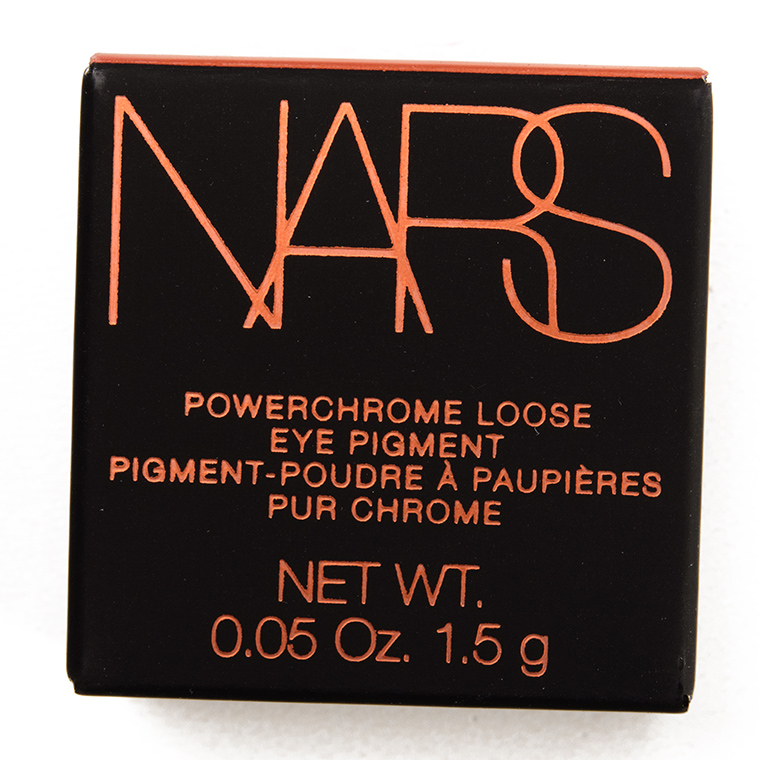 NARS
POWERCHROME LOOSE
EYE PIGMENT
PIGMENT-POUDRE À PAUPIÈRES
PUR CHROME
NET WT.
0.05 Oz. 1.5 g